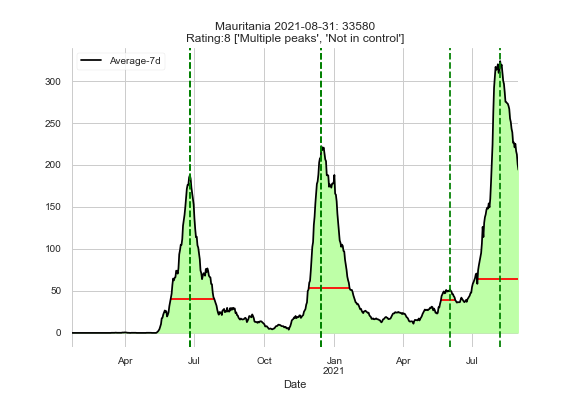 Mauritania 2021-08-31: 33580
Rating:8 ['Multiple peaks', 'Not in control']
Average-7d
300
250
200
150
100
50
0
Apr Jul Oct Jan Apr Jul
2021
Date